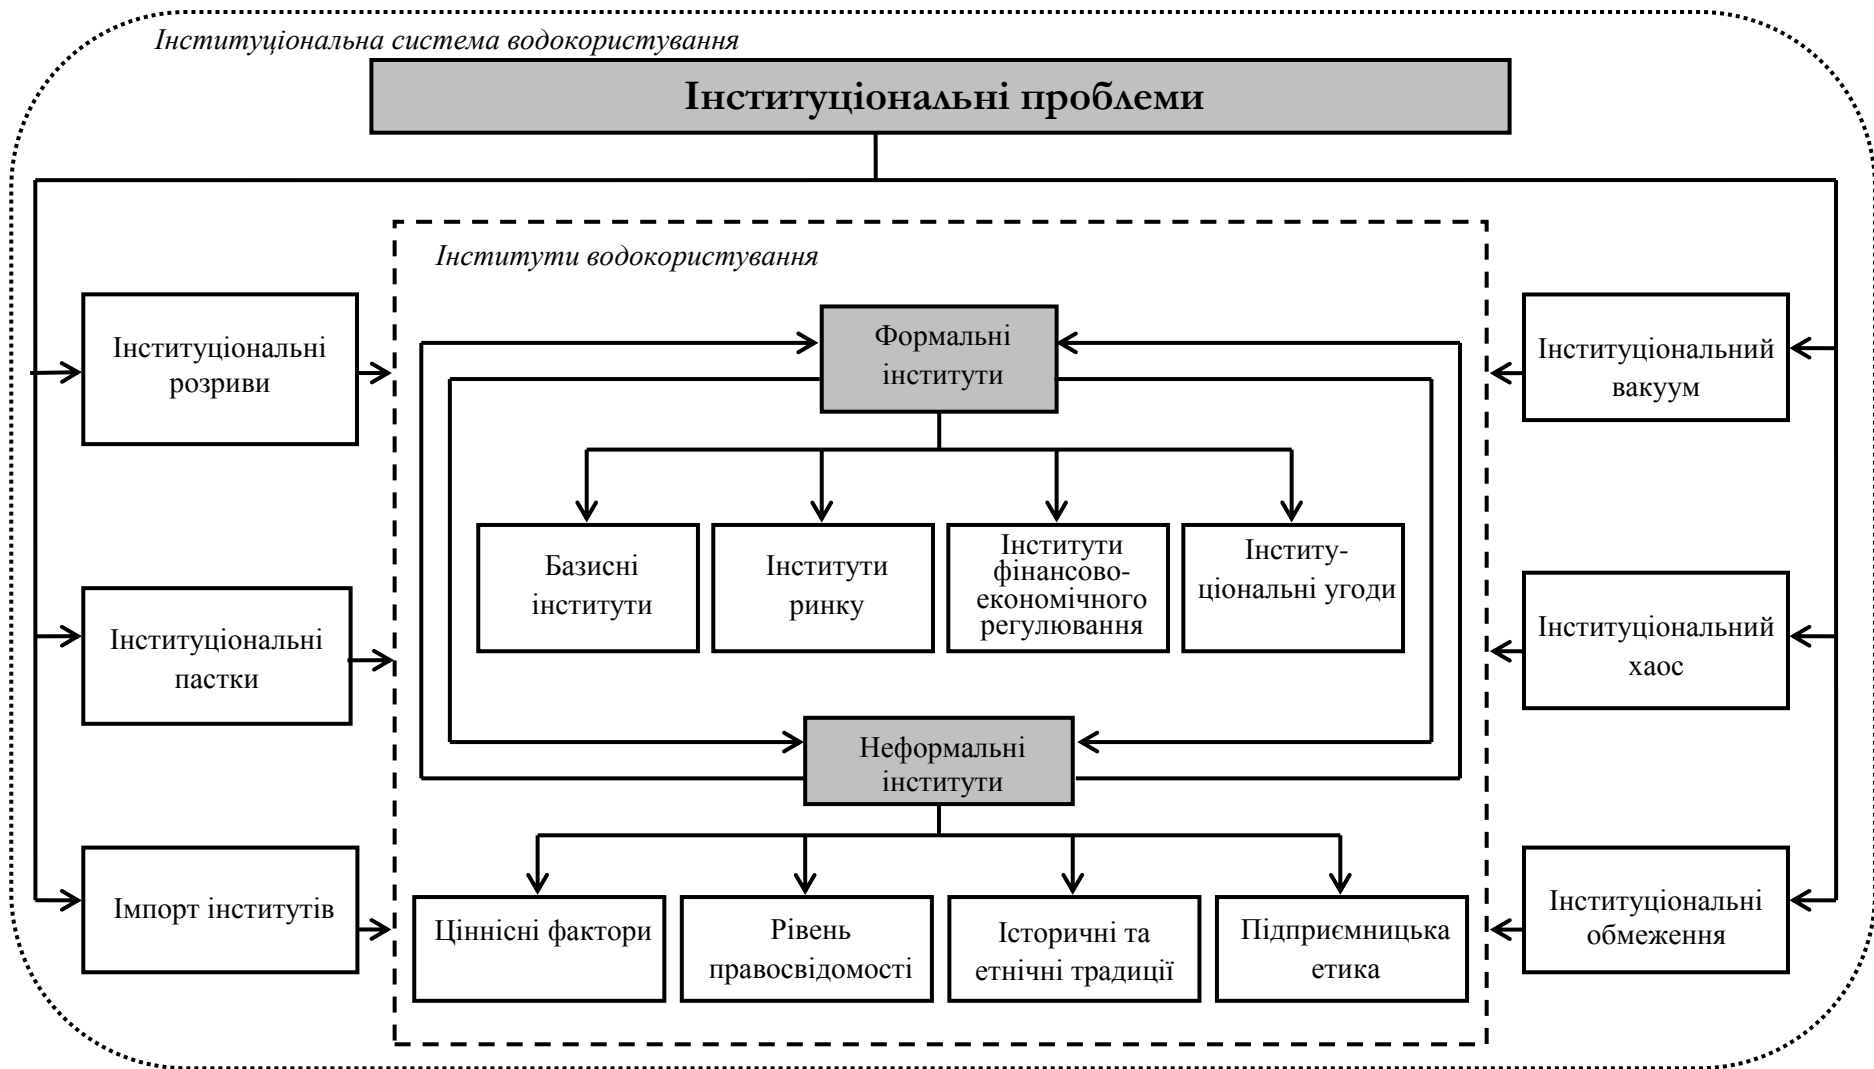 Інституціональна система водокористування
Інституціональні проблеми
Інститути водокористування
Інституціональні
розриви
Інституціональні
пастки
Імпорт інститутів
Формальні
інститути
Базисні
інститути
Інститути
ринку
Інститути
фінансово-
економічного
регулювання
Інститу-
ціональні угоди
Неформальні
інститути
Ціннісні фактори
Рівень
правосвідомості
Історичні та
етнічні традиції
Підприємницька
етика
Інституціональний
вакуум
Інституціональний
хаос
Інституціональні
обмеження